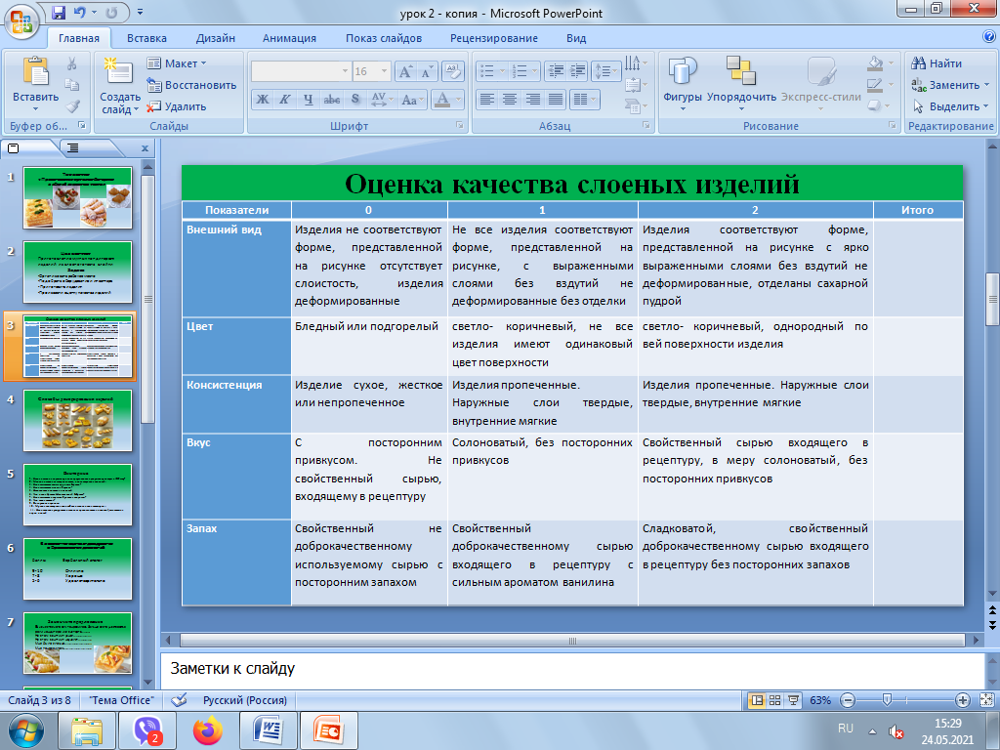 урок 2 - копия - Microsoft PowerPoint
Главная Вставка Дизайн Анимация Показ слайдов Рецензирование Вид
Вставить
Создать слайд
Макет
Восстановить
Удалить
16
Ж К Ч abc S AV Aa A
Фигуры Упорядочить Экспресс-стили
Найти
Заменить
Выделить
Буфер об... Слайды Шрифт Абзац Рисование Редактирование
1
2
3
4
5
6
7
Оценка качества слоеных изделий
Показатели 0 1 2 Итого
Внешний вид
Изделия не соответствуют
форме, представленной
на рисунке отсутствует
слоистость, изделия
деформированные
Не все изделия соответствуют
форме, представленной на
рисунке, с выраженными
слоями без вздутий не
деформированные без отделки
Изделия соответствуют форме,
представленной на рисунке с ярко
выраженными слоями без вздутий не
деформированные, отделаны сахарной
пудрой
Цвет
Бледный или подгорелый
светло- коричневый, не все
изделия имеют одинаковый
цвет поверхности
светло- коричневый, однородный по
вей поверхности изделия
Консистенция
Изделие сухое, жесткое
или непропеченное
Изделия пропеченные.
Наружные слои твердые,
внутренние мягкие
Изделия пропеченные. Наружные слои
твердые, внутренние мягкие
Вкус
С посторонним
привкусом. Не
свойственный сырью,
входящему в рецептуру
Солоноватый, без посторонних
привкусов
Свойственный сырью входящего в
рецептуру, в меру солоноватый, без
посторонних привкусов
Запах
Свойственный не
доброкачественному
используемому сырью с
посторонним запахом
Свойственный
доброкачественному сырью
входящего в рецептуру с
сильным ароматом ванилина
Сладковатой, свойственный
доброкачественному сырью входящего
в рецептуру без посторонних запахов
Заметки к слайду
Слайд 3 из 8 "Тема Office" Русский (Россия) 63%
2
RU
15:29
24.05.2021